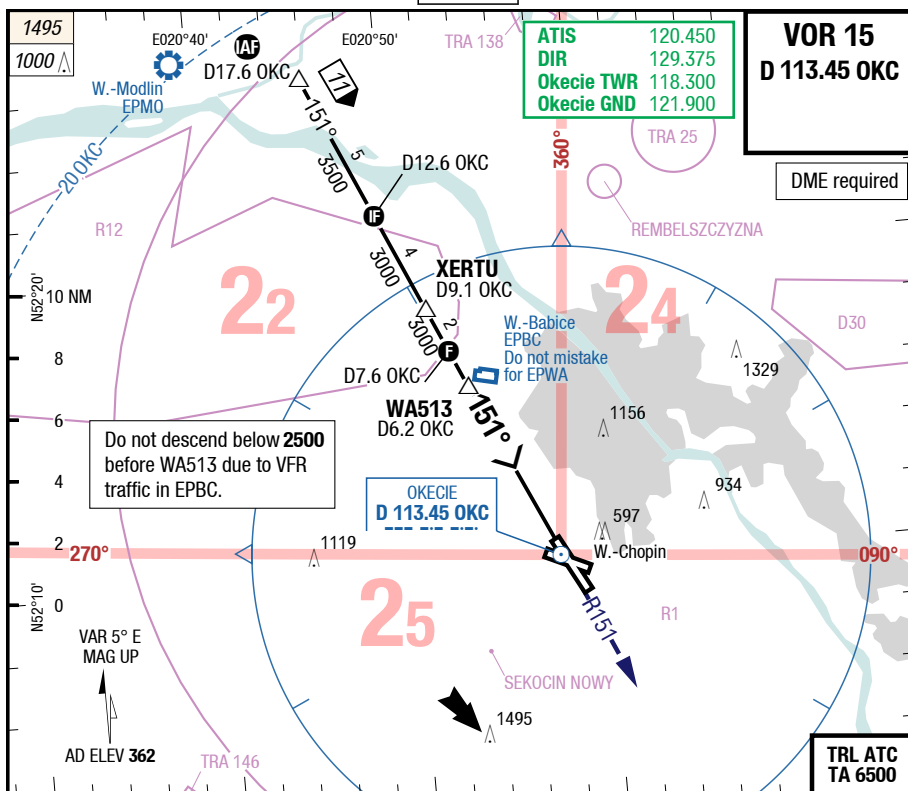 1495
1000
E020°40'
IAF
D17.6 OKC
W.-Modlin
EPMO
E020°50'
TRA 138
11
ATIS 120.450
DIR 129.375
Okecie TWR 118.300
Okecie GND 121.900
VOR 15
D 113.45 OKC
DME required
20 OKC
151°
5
3500
D12.6 OKC
IF
360°
TRA 25
REMBELSZCZYZNA
R12
4
3000
XERTU
D9.1 OKC
22
24
N52°20'
10 NM
2
3000
F
W.-Babice
EPBC
Do not mistake
for EPWA
D30
1329
8
D7.6 OKC
WA513
D6.2 OKC
151°
1156
6
Do not descend below 2500
before WA513 due to VFR
traffic in EPBC.
4
OKECIE
D 113.45 OKC
934
597
W.-Chopin
2
270°
1119
090°
N52°10'
0
25
R151
R1
VAR 5° E
MAG UP
SEKOCIN NOWY
1495
AD ELEV 362
TRA 146
TRL ATC
TA 6500